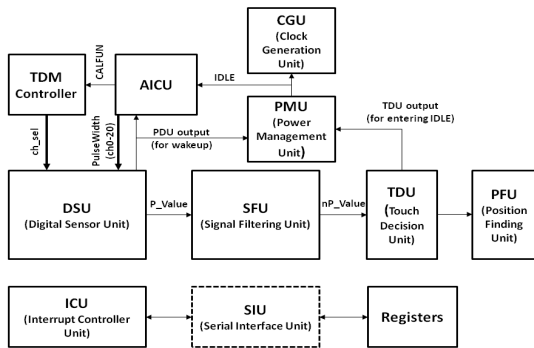 CGU
(Clock
Generation
Unit)
TDM
Controller
CALFUN
AICU
IDLE
PMU
(Power
Management
Unit)
TDU output
(for entering IDLE)
ch_sel
PulseWidth
(ch0-20)
PDU output
(for wakeup)
DSU
(Digital Sensor Unit)
P_Value
SFU
(Signal Filtering Unit)
nP_Value
TDU
(Touch
Decision
Unit)
PFU
(Position
Finding
Unit)
ICU
(Interrupt Controller
Unit)
SIU
(Serial Interface Unit)
Registers